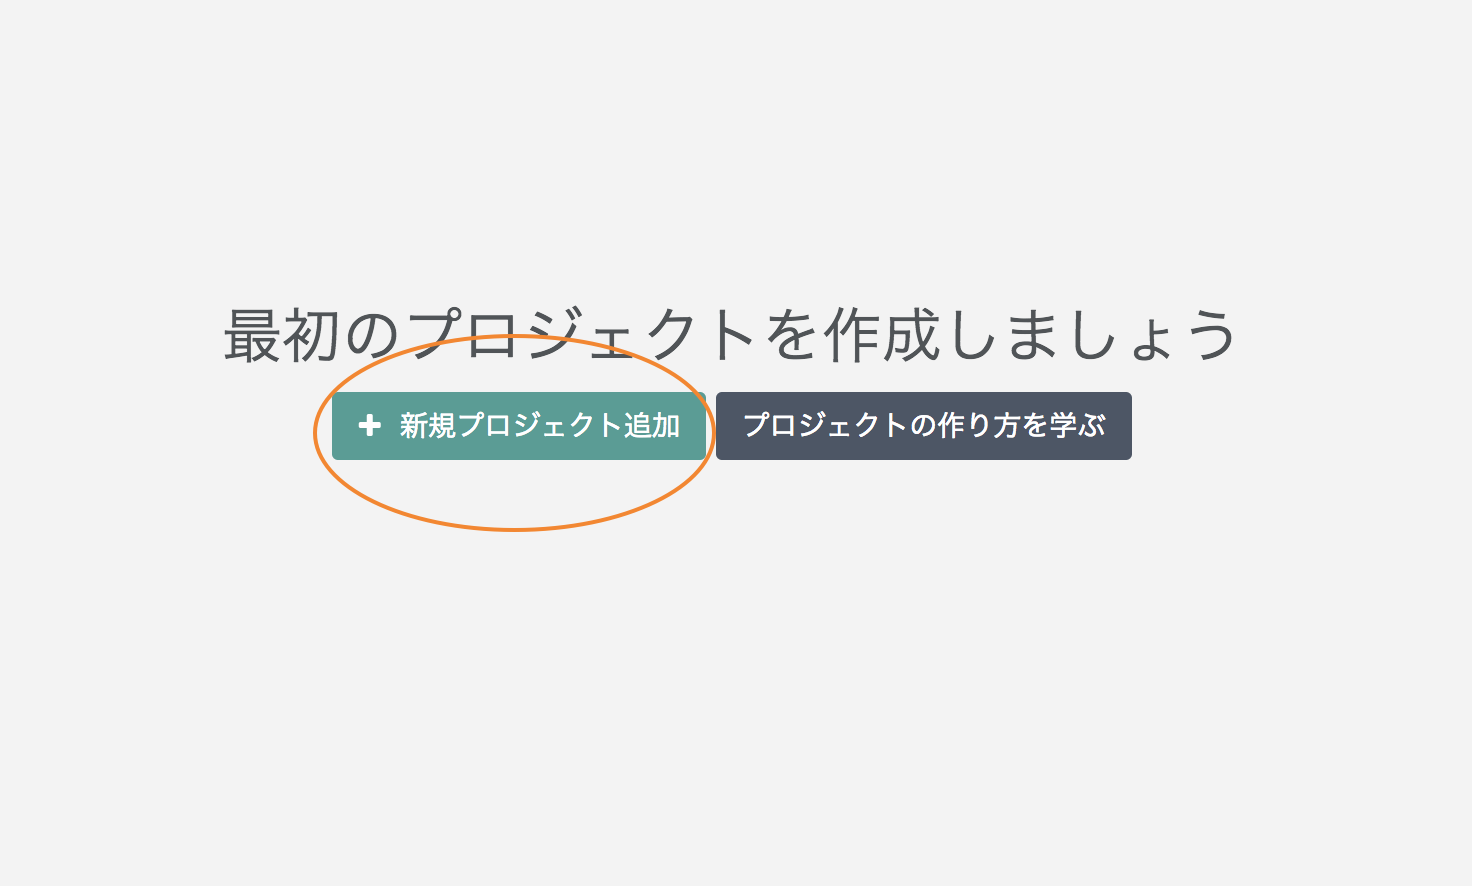 最初のプロジェクトを作成しましょう
新規プロジェクト追加
プロジェクトの作り方を学ぶ